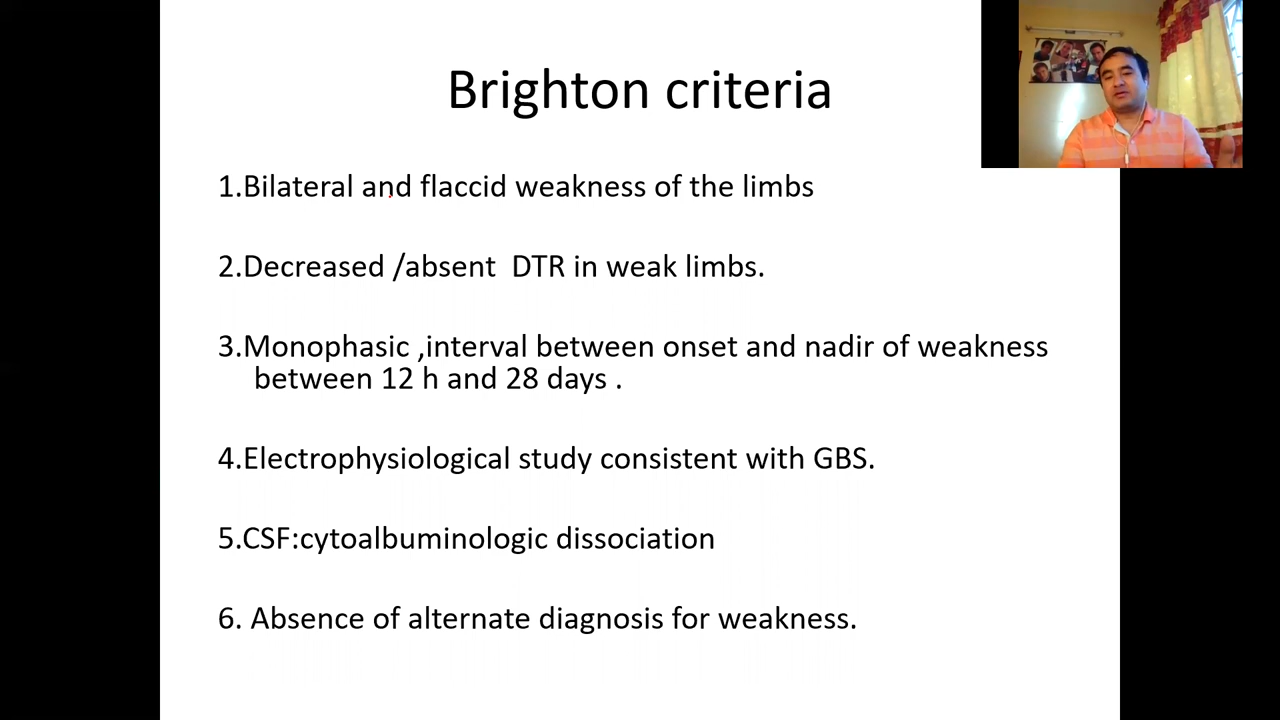 Brighton criteria
1.Bilateral and flaccid weakness of the limbs
2.Decreased /absent  DTR in weak limbs.
3.Monophasic ,interval between onset and nadir of weakness
between 12 h and 28 days .
4.Electrophysiological study consistent with GBS.
5.CSF:cytoalbuminologic dissociation
6. Absence of alternate diagnosis for weakness.